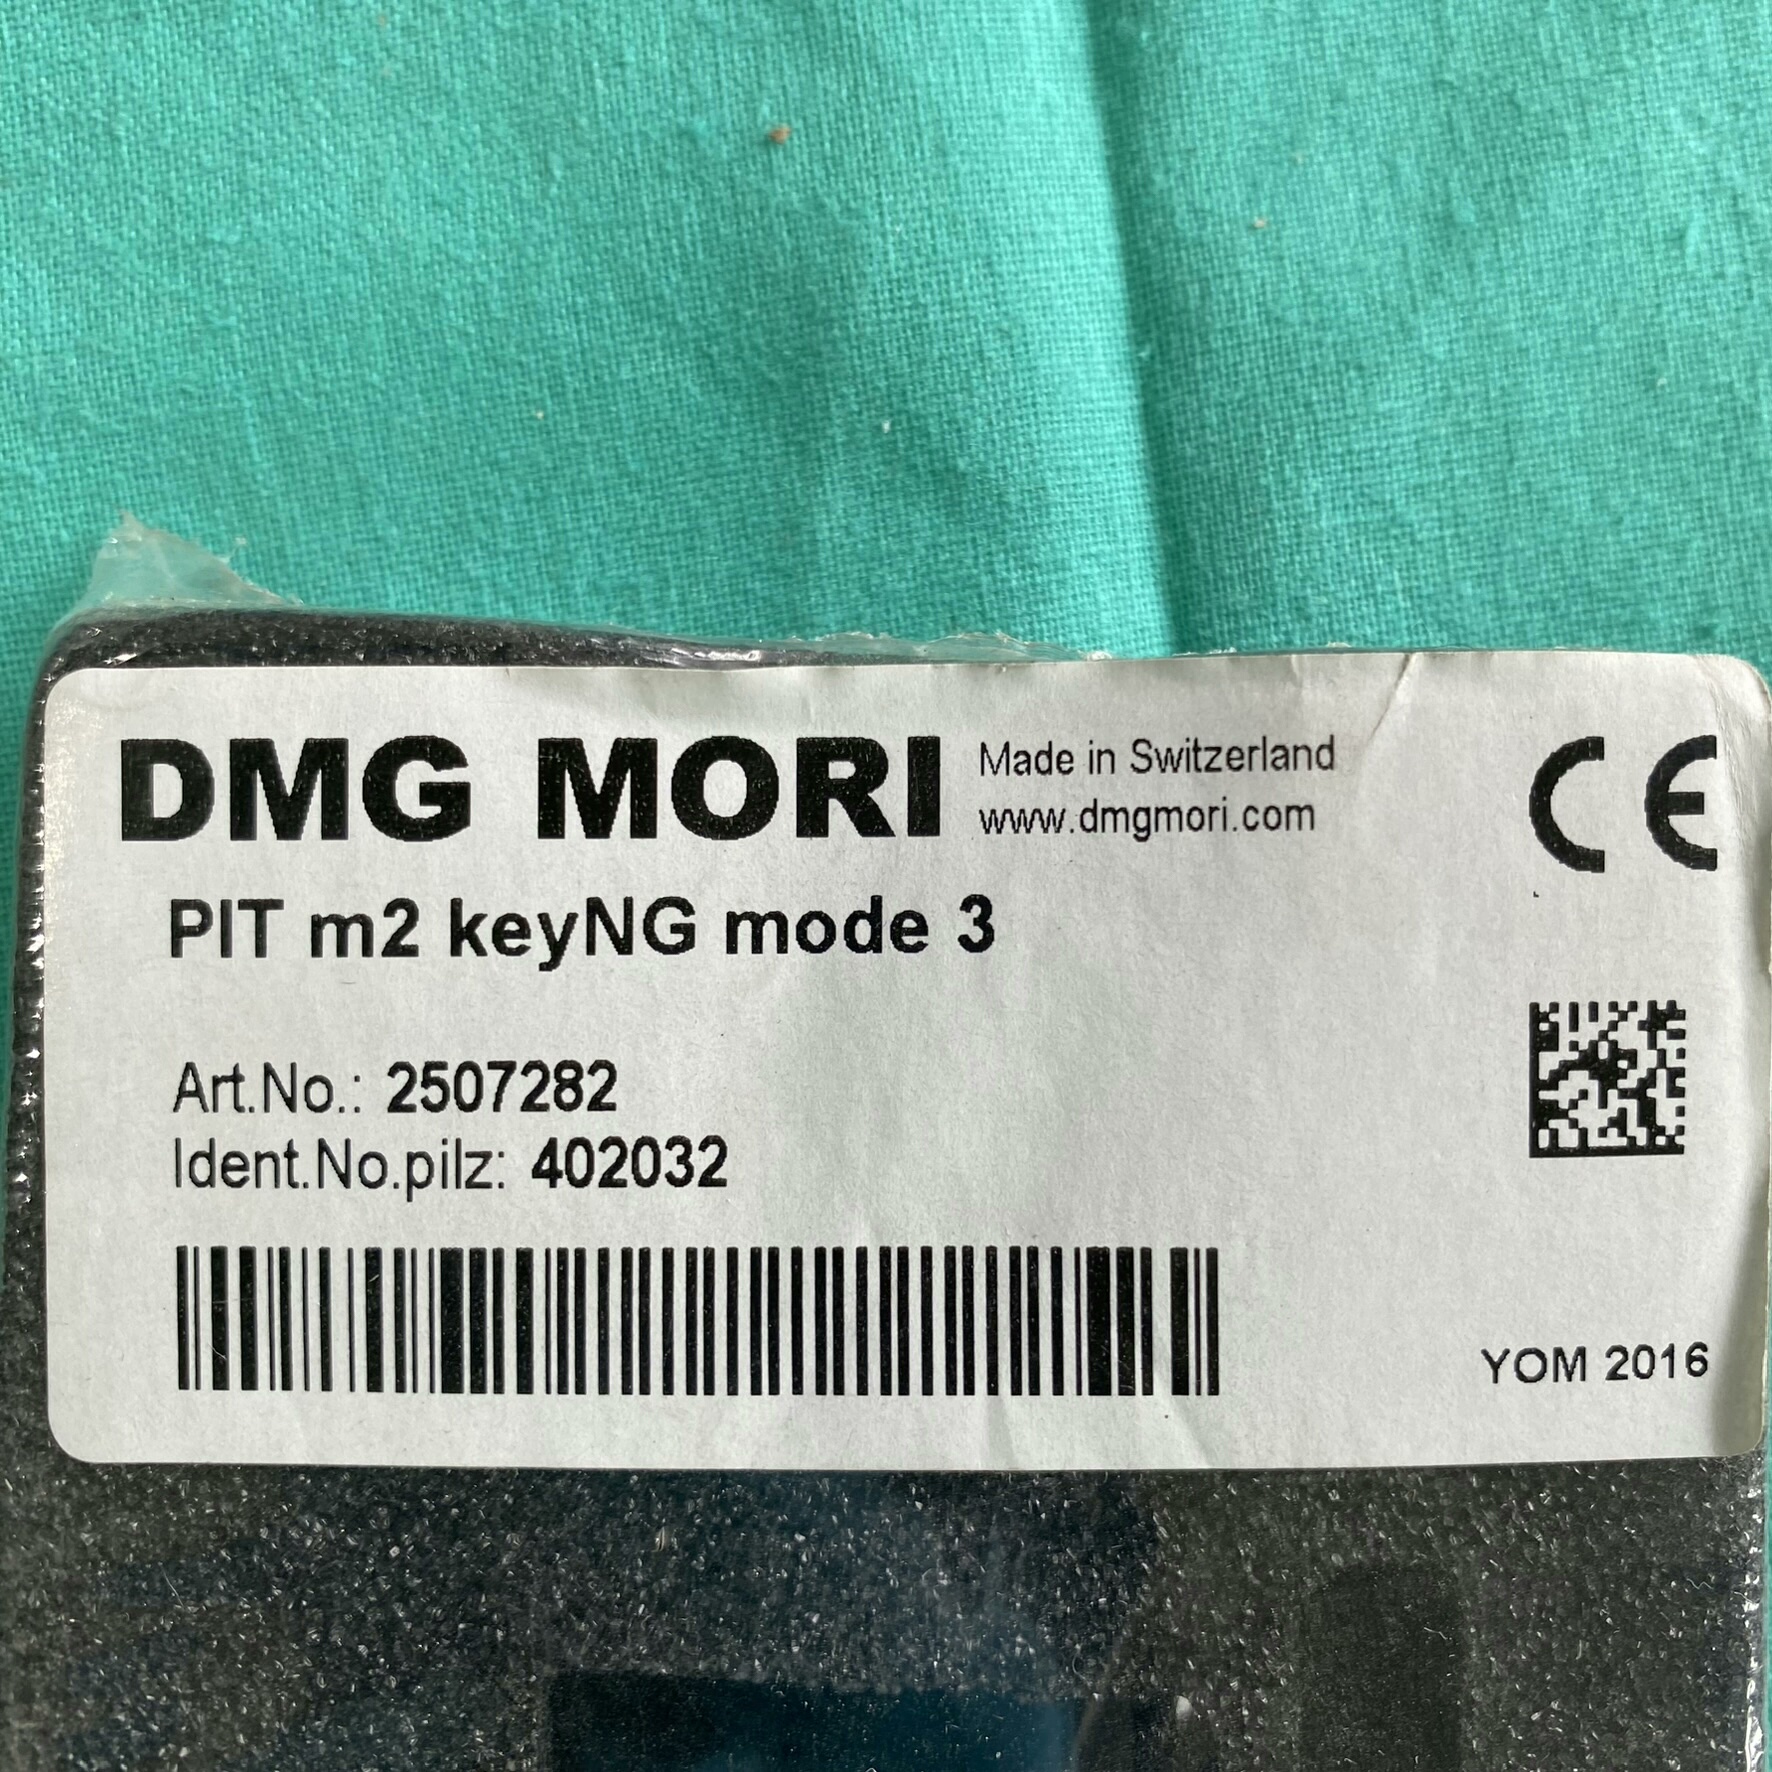 DMG MORI
Made in Switzerland
www.dmgmori.com
CE
PIT m2 keyNG mode 3
Art.No.: 2507282
Ident.No.pilz: 402032
YOM 2016